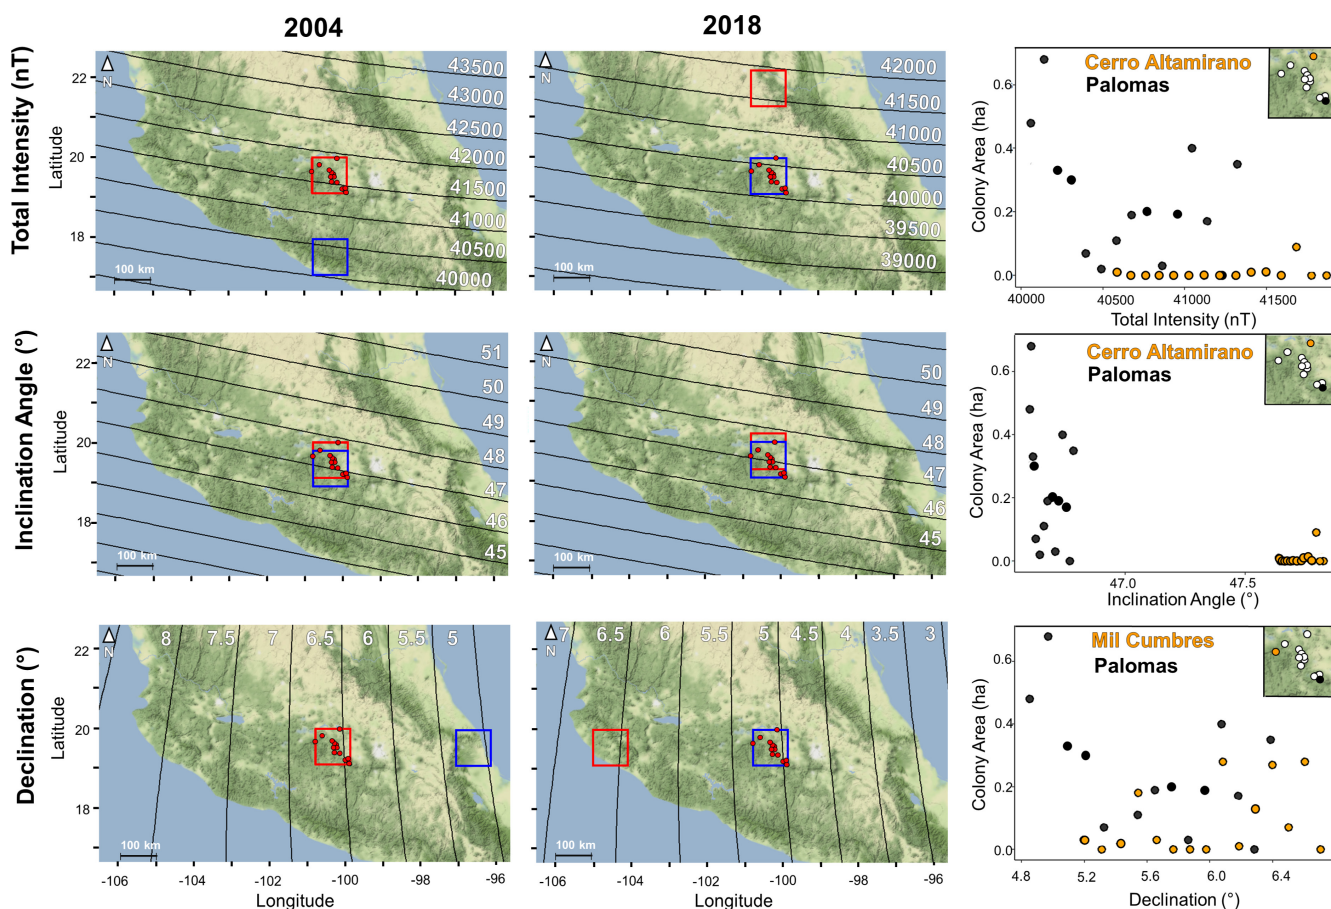 2004
2018
Total Intensity (nT)
Latitude
22
20
18
N
43500
43000
42500
42000
41500
41000
40500
40000
100 km
N
42000
41500
41000
40500
40000
39500
39000
100 km
Colony Area (ha)
0.6
0.4
0.2
0.0
Cerro Altamirano
Palomas
40000 40500 41000 41500
Total Intensity (nT)
Inclination Angle (°)
Latitude
22
20
18
N
51
50
49
48
47
46
45
100 km
N
50
49
48
47
46
45
100 km
Colony Area (ha)
0.6
0.4
0.2
0.0
Cerro Altamirano
Palomas
47.0 47.5
Inclination Angle (°)
Declination (°)
Latitude
22
20
18
N
8 7.5 7 6.5 6 5.5 5
100 km
-106 -104 -102 -100 -98 -96
Longitude
N
7 6.5 6 5.5 5 4.5 4 3.5 3
100 km
-106 -104 -102 -100 -98 -96
Longitude
Colony Area (ha)
0.6
0.4
0.2
0.0
Mil Cumbres
Palomas
4.8 5.2 5.6 6.0 6.4
Declination (°)